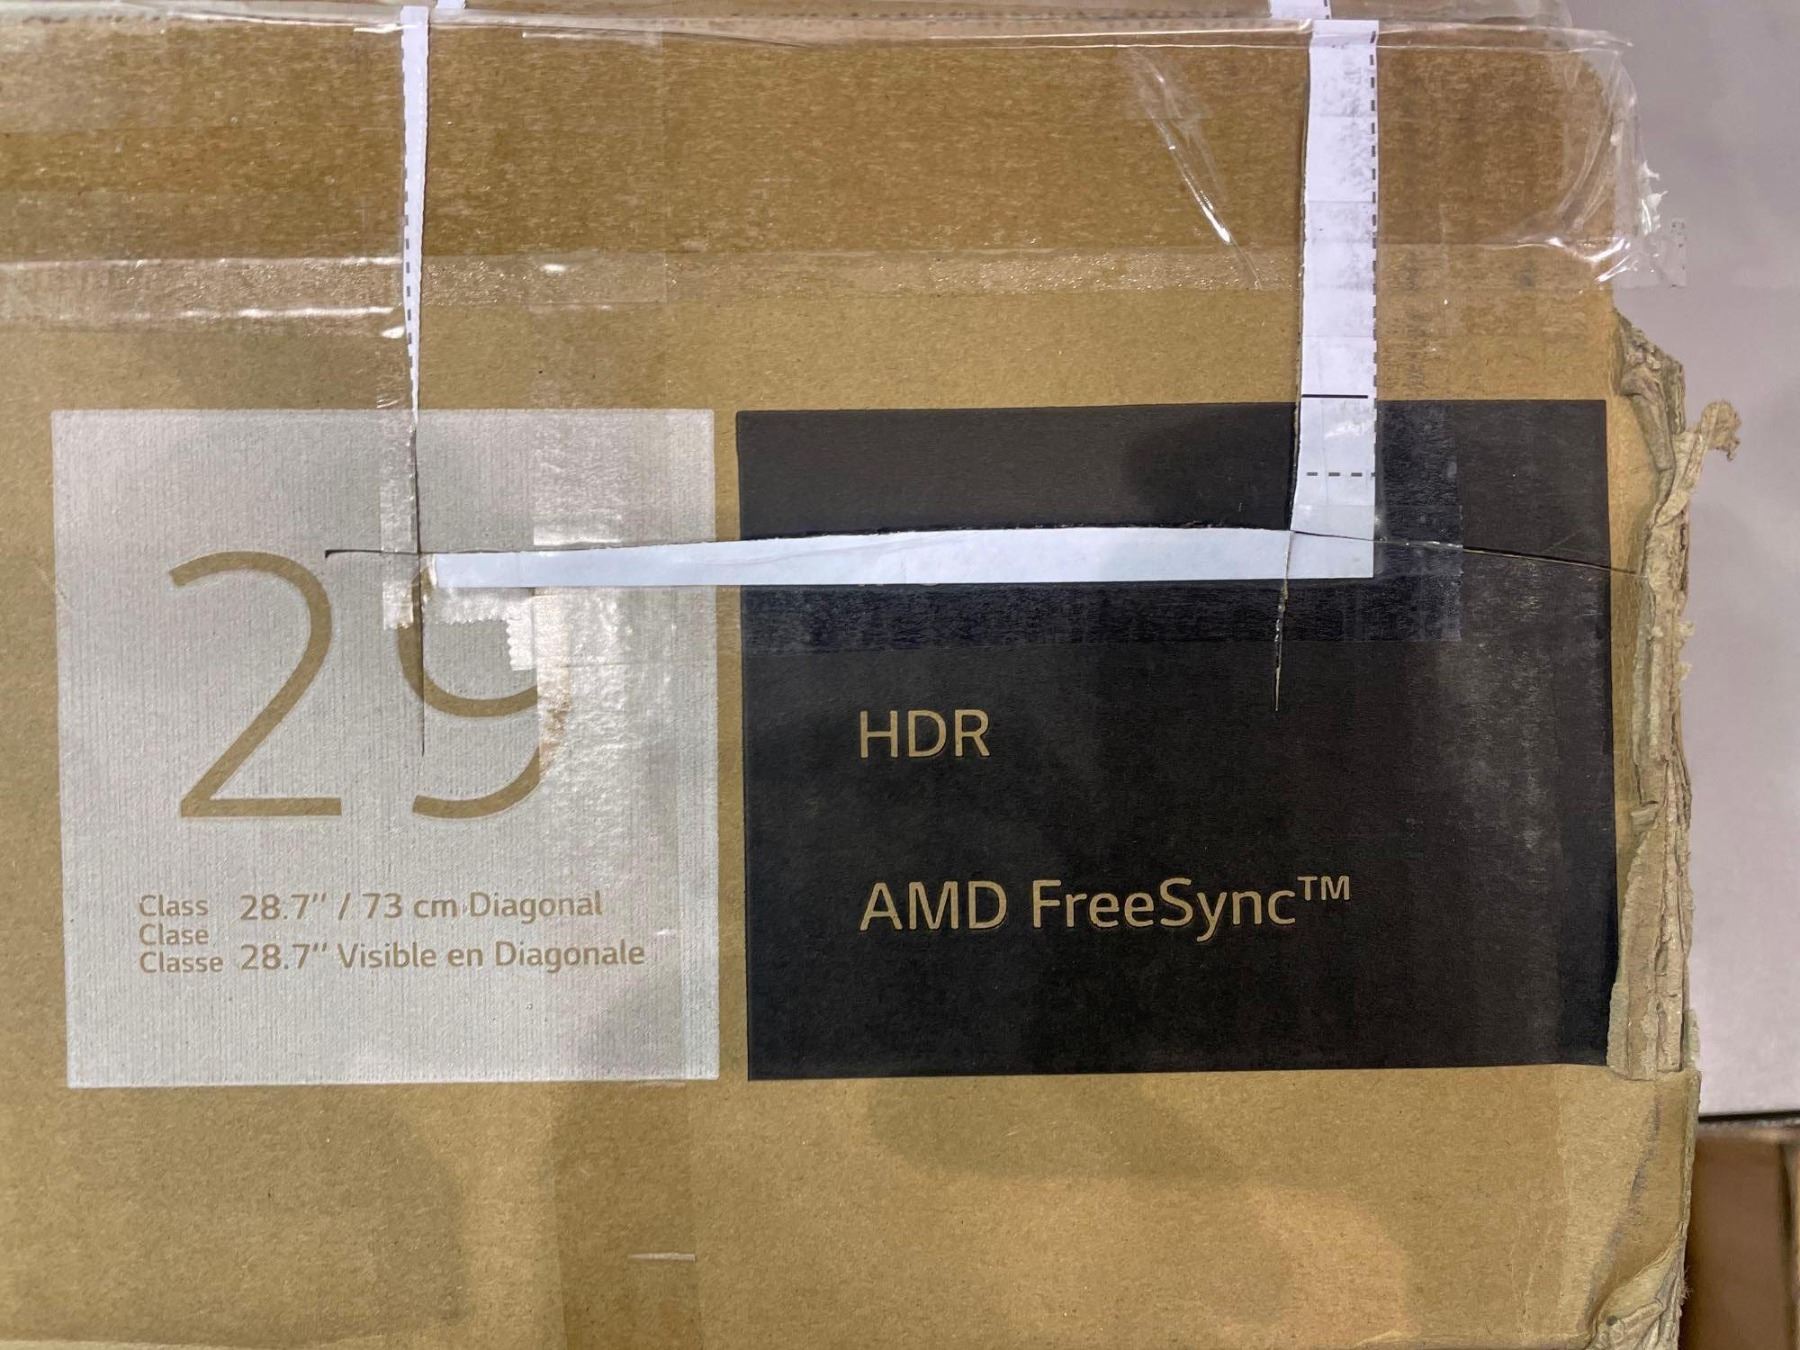 29
Class 28.7" / 73 cm Diagonal
Clase
Classe 28.7" Visible en Diagonale
HDR
AMD FreeSync™